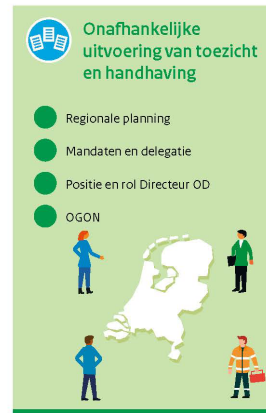 Onafhankelijke
uitvoering van toezicht
en handhaving
Regionale planning
Mandaten en delegatie
Positie en rol Directeur OD
OGON